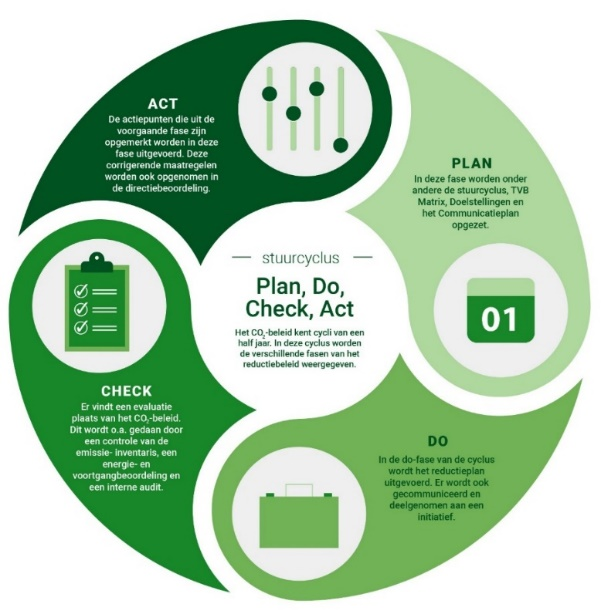 stuurcyclus
Plan, Do,
Check, Act
Het CO₂-beleid kent cycli van een
half jaar. In deze cyclus worden
de verschillende fasen van het
reductiebeleid weergegeven.
PLAN
In deze fase worden onder
andere de stuurcyclus, TVB
Matrix, Doelstellingen en
het Communicatieplan
opgezet.
01
DO
In de do-fase van de cyclus
wordt het reductieplan
uitgevoerd. Er wordt ook
gecommuniceerd en
deelgenomen aan een
initiatief.
CHECK
Er vindt een evaluatie
plaats van het CO₂-beleid.
Dit wordt o.a. gedaan door
een controle van de
emissie- inventaris, een
energie- en
voortgangbeoordeling en
een interne audit.
ACT
De actiepunten die uit de
voorgaande fase zijn
opgemerkt worden in deze
fase uitgevoerd. Deze
corrigerende maatregelen
worden ook opgenomen in
de directiebeoordeling.